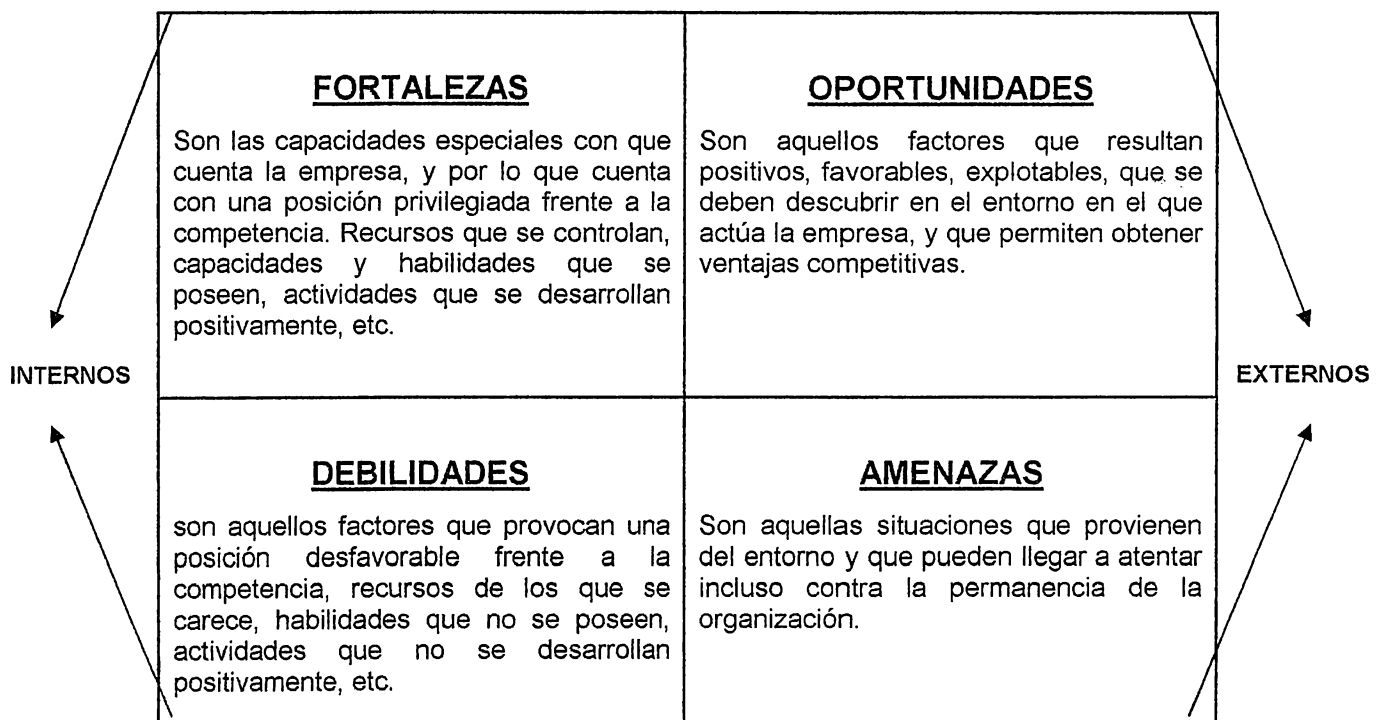 FORTALEZAS
Son las capacidades especiales con que
cuenta la empresa, y por lo que cuenta
con una posición privilegiada frente a la
competencia. Recursos que se controlan,
capacidades y habilidades que se
poseen, actividades que se desarrollan
positivamente, etc.
OPORTUNIDADES
Son aquellos factores que resultan
positivos, favorables, explotables, que se
deben descubrir en el entorno en el que
actúa la empresa, y que permiten obtener
ventajas competitivas.
INTERNOS
EXTERNOS
DEBILIDADES
son aquellos factores que provocan una
posición desfavorable frente a la
competencia, recursos de los que se
carece, habilidades que no se poseen,
actividades que no se desarrollan
positivamente, etc.
AMENAZAS
Son aquellas situaciones que provienen
del entorno y que pueden llegar a atentar
incluso contra la permanencia de la
organización.